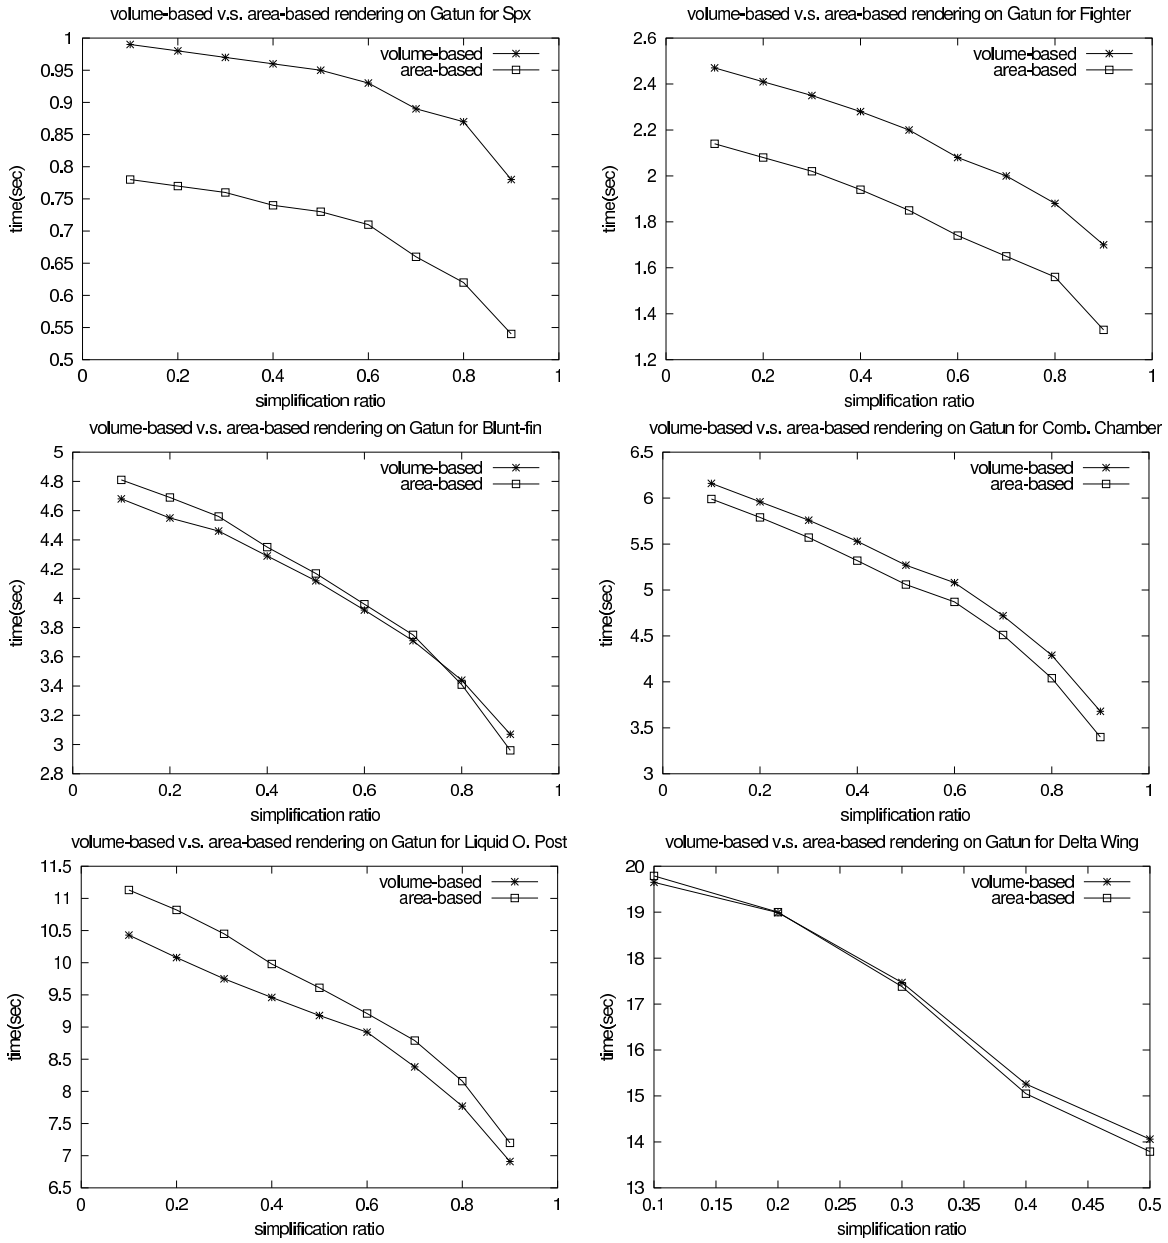 volume-based v.s. area-based rendering on Gatun for Spx
1
0.95
0.9
0.85
0.8
0.75
0.7
0.65
0.6
0.55
0.5
time(sec)
volume-based
area-based
0 0.2 0.4 0.6 0.8 1
simplification ratio
volume-based v.s. area-based rendering on Gatun for Fighter
2.6
2.4
2.2
2
1.8
1.6
1.4
1.2
time(sec)
volume-based
area-based
0 0.2 0.4 0.6 0.8 1
simplification ratio
volume-based v.s. area-based rendering on Gatun for Blunt-fin
5
4.8
4.6
4.4
4.2
4
3.8
3.6
3.4
3.2
3
2.8
time(sec)
volume-based
area-based
0 0.2 0.4 0.6 0.8 1
simplification ratio
volume-based v.s. area-based rendering on Gatun for Comb. Chamber
6.5
6
5.5
5
4.5
4
3.5
3
time(sec)
volume-based
area-based
0 0.2 0.4 0.6 0.8 1
simplification ratio
volume-based v.s. area-based rendering on Gatun for Liquid O. Post
11.5
11
10.5
10
9.5
9
8.5
8
7.5
7
6.5
time(sec)
volume-based
area-based
0 0.2 0.4 0.6 0.8 1
simplification ratio
volume-based v.s. area-based rendering on Gatun for Delta Wing
20
19
18
17
16
15
14
13
time(sec)
volume-based
area-based
0.1 0.15 0.2 0.25 0.3 0.35 0.4 0.45 0.5
simplification ratio